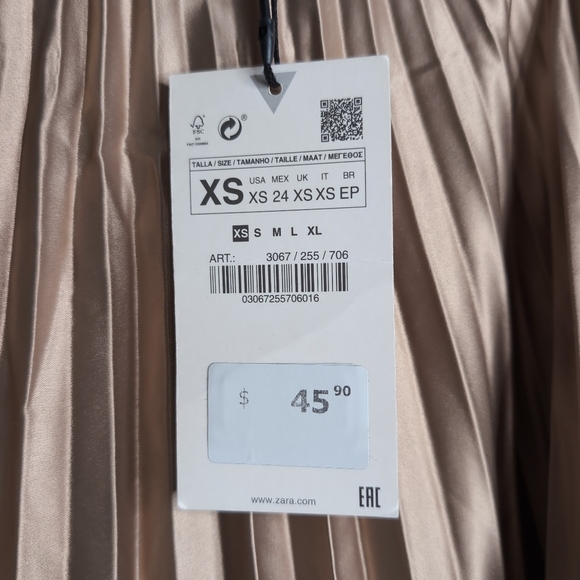 FSC
®
TALLA / SIZE / TAMANHO / TAILLE / MAAT / ΜΕΓΕΘΟΣ
XS
USA MEX UK IT BR
XS 24 XS XS EP
XS S M L XL
ART.: 3067 / 255 / 706
03067255706016
$ 45 90
www.zara.com
EAC